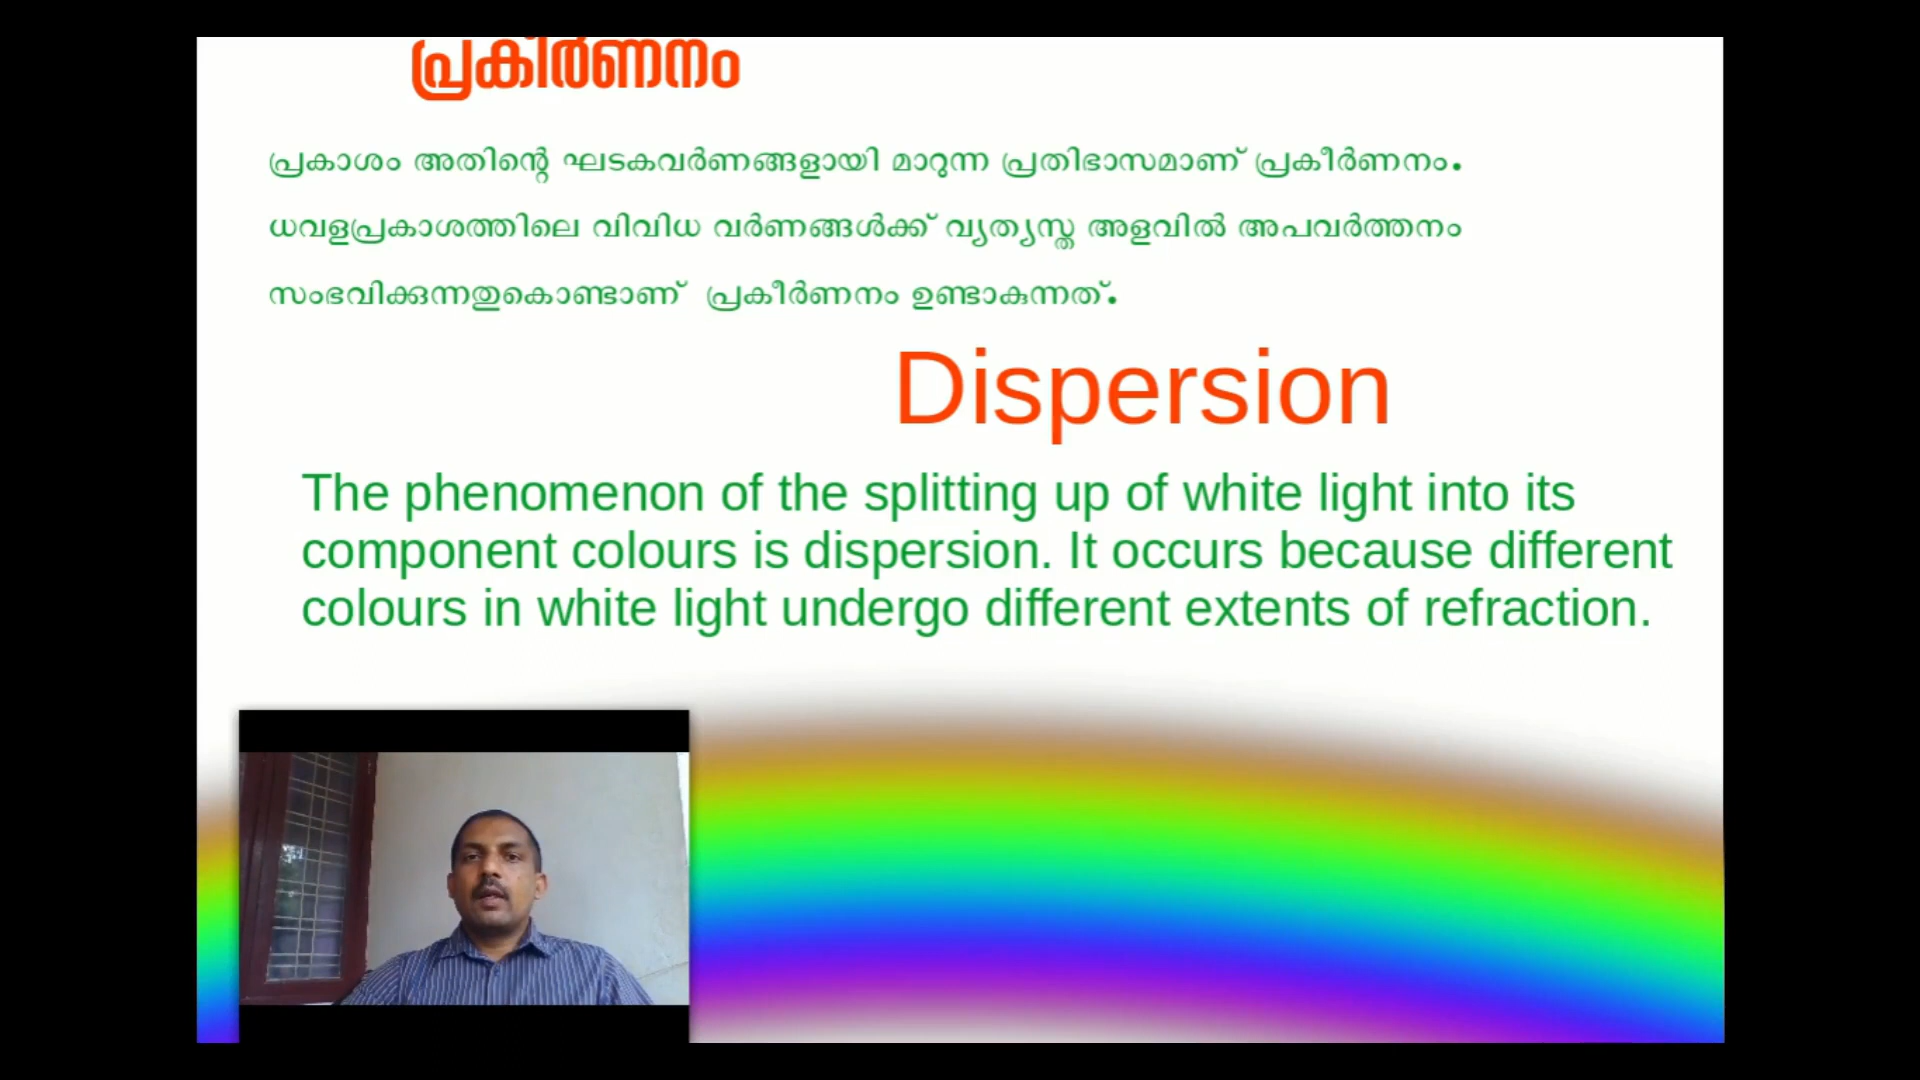 പ്രകീർണനം
പ്രകാശം അതിന്റെ ഘടകവർണങ്ങളായി മാറുന്ന പ്രതിഭാസമാണ് പ്രകീർണനം.
ധവളപ്രകാശത്തിലെ വിവിധ വർണങ്ങൾക്ക് വ്യത്യസ്ത അളവിൽ അപവർത്തനം
സംഭവിക്കുന്നതുകൊണ്ടാണ് പ്രകീർണനം ഉണ്ടാകുന്നത്.
Dispersion
The phenomenon of the splitting up of white light into its
component colours is dispersion. It occurs because different
colours in white light undergo different extents of refraction.